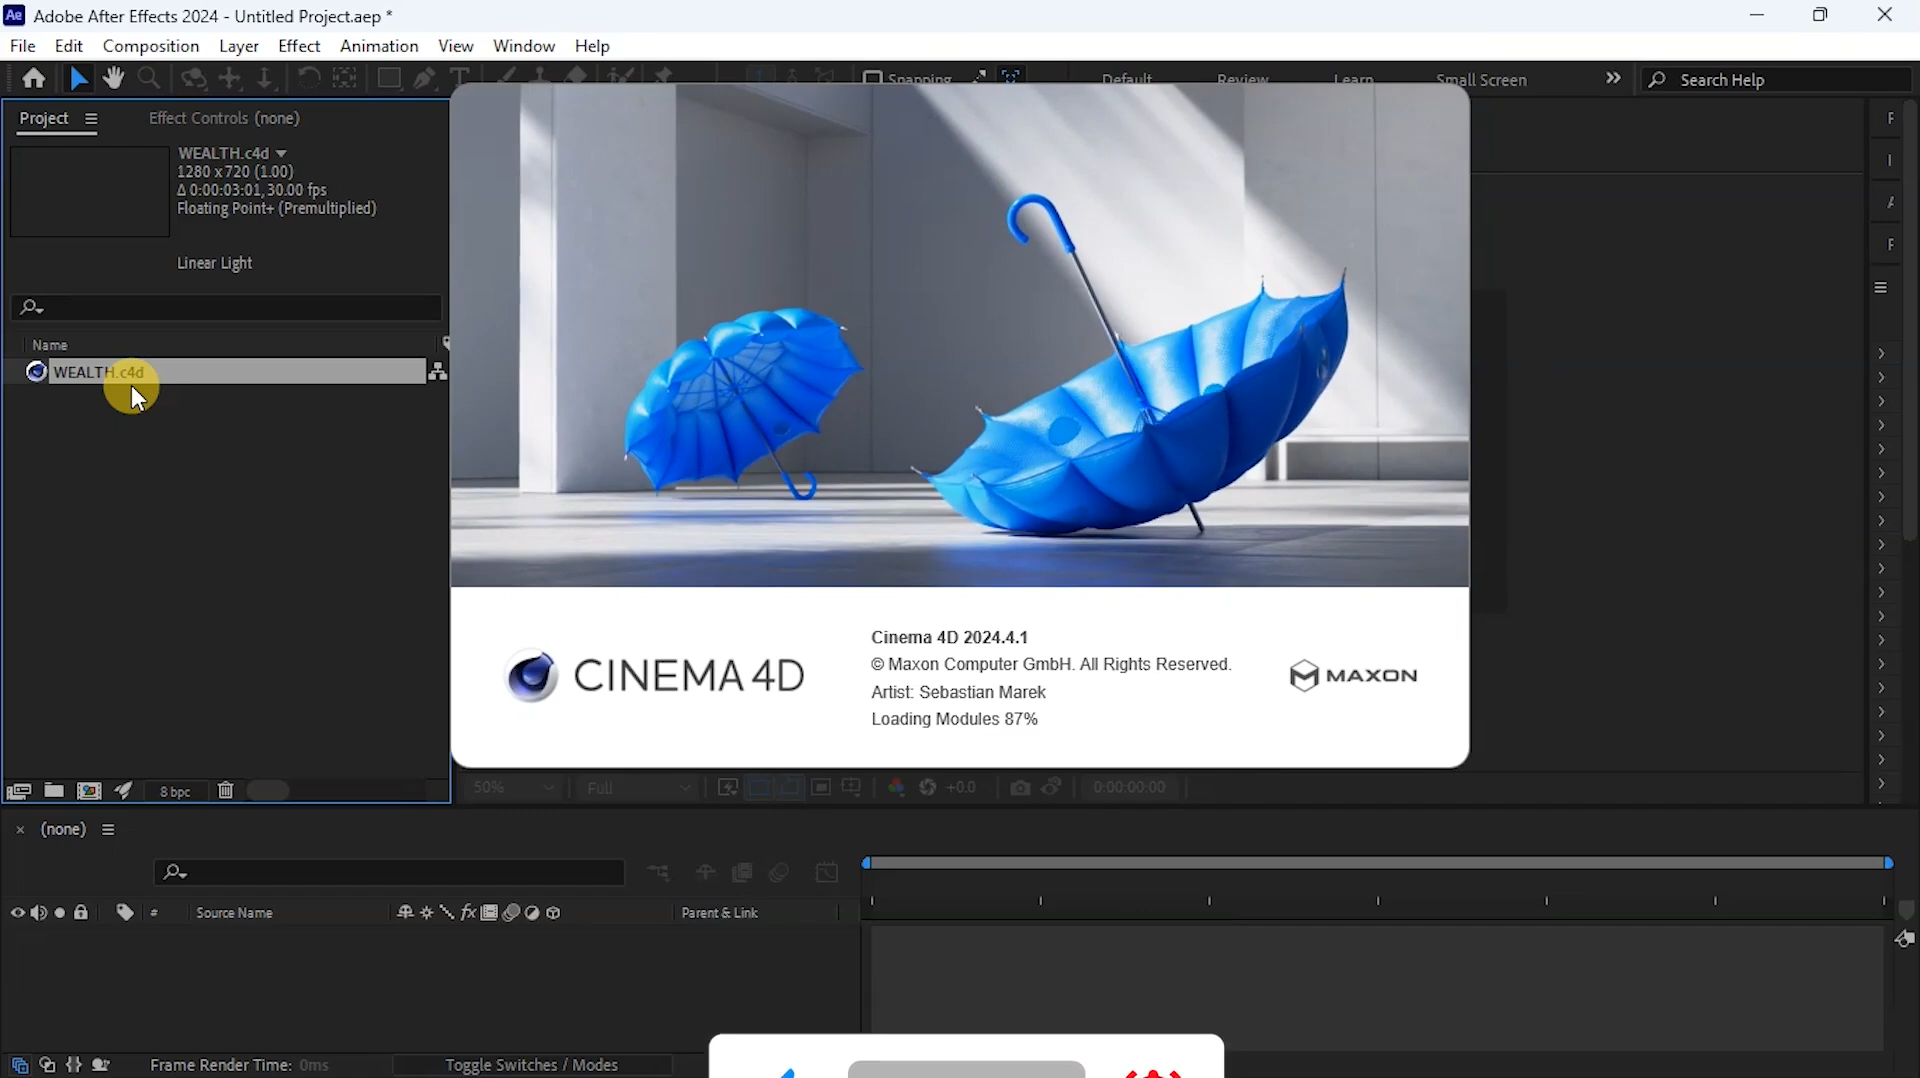 Ae Adobe After Effects 2024 - Untitled Project.aep *
File Edit Composition Layer Effect Animation View Window Help
Snapping Default Review Learn Small Screen Search Help
Project Effect Controls (none)
WEALTH.c4d
1280 x 720 (1.00)
Δ 0:00:03:01, 30.00 fps
Floating Point+ (Premultiplied)
Linear Light
Name
WEALTH.c4d
CINEMA 4D
Cinema 4D 2024.4.1
© Maxon Computer GmbH. All Rights Reserved.
Artist: Sebastian Marek
Loading Modules 87%
MAXON
8 bpc
50% Full +0.0 0:00:00:00
(none)
# Source Name fx Parent & Link
Frame Render Time: 0ms Toggle Switches / Modes